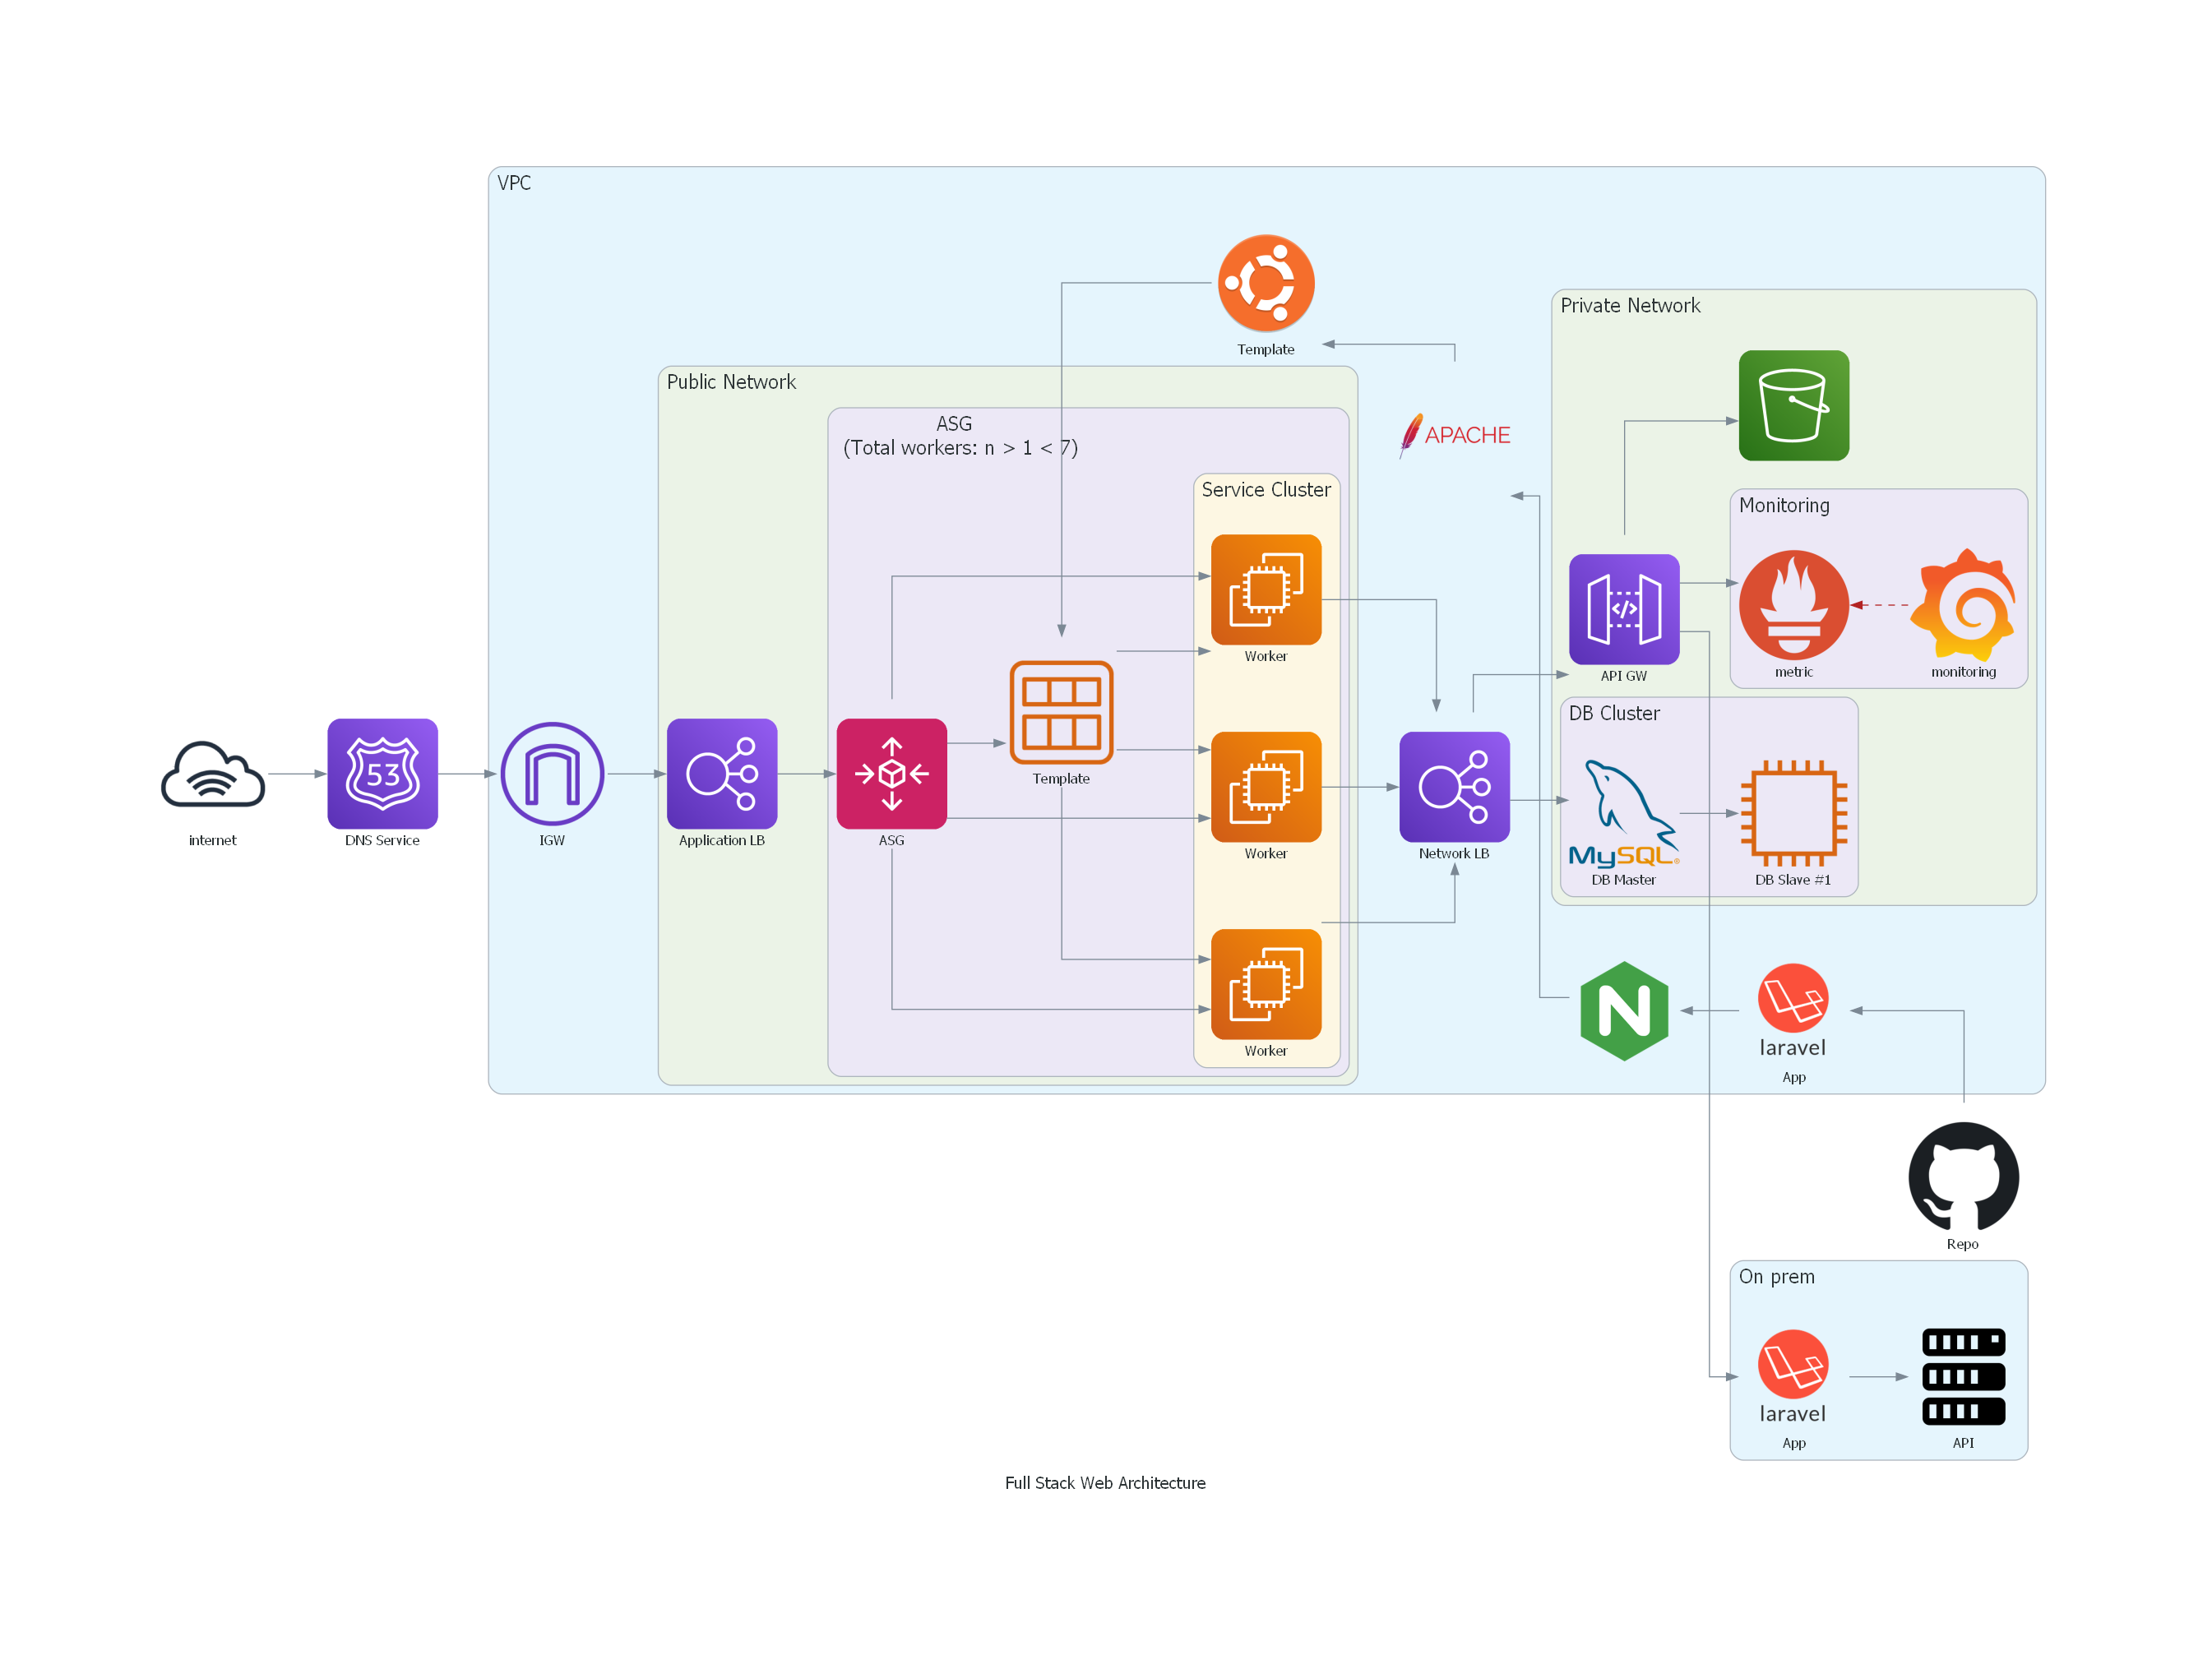 VPC
Template
Private Network
Public Network
ASG
(Total workers: n > 1 < 7)
APACHE
Service Cluster
Monitoring
Worker
metric
monitoring
API GW
DB Cluster
53
Template
internet
DNS Service
IGW
Application LB
ASG
Worker
Network LB
MySQL®
DB Master
DB Slave #1
N
laravel
App
Worker
Repo
On prem
laravel
App
API
Full Stack Web Architecture